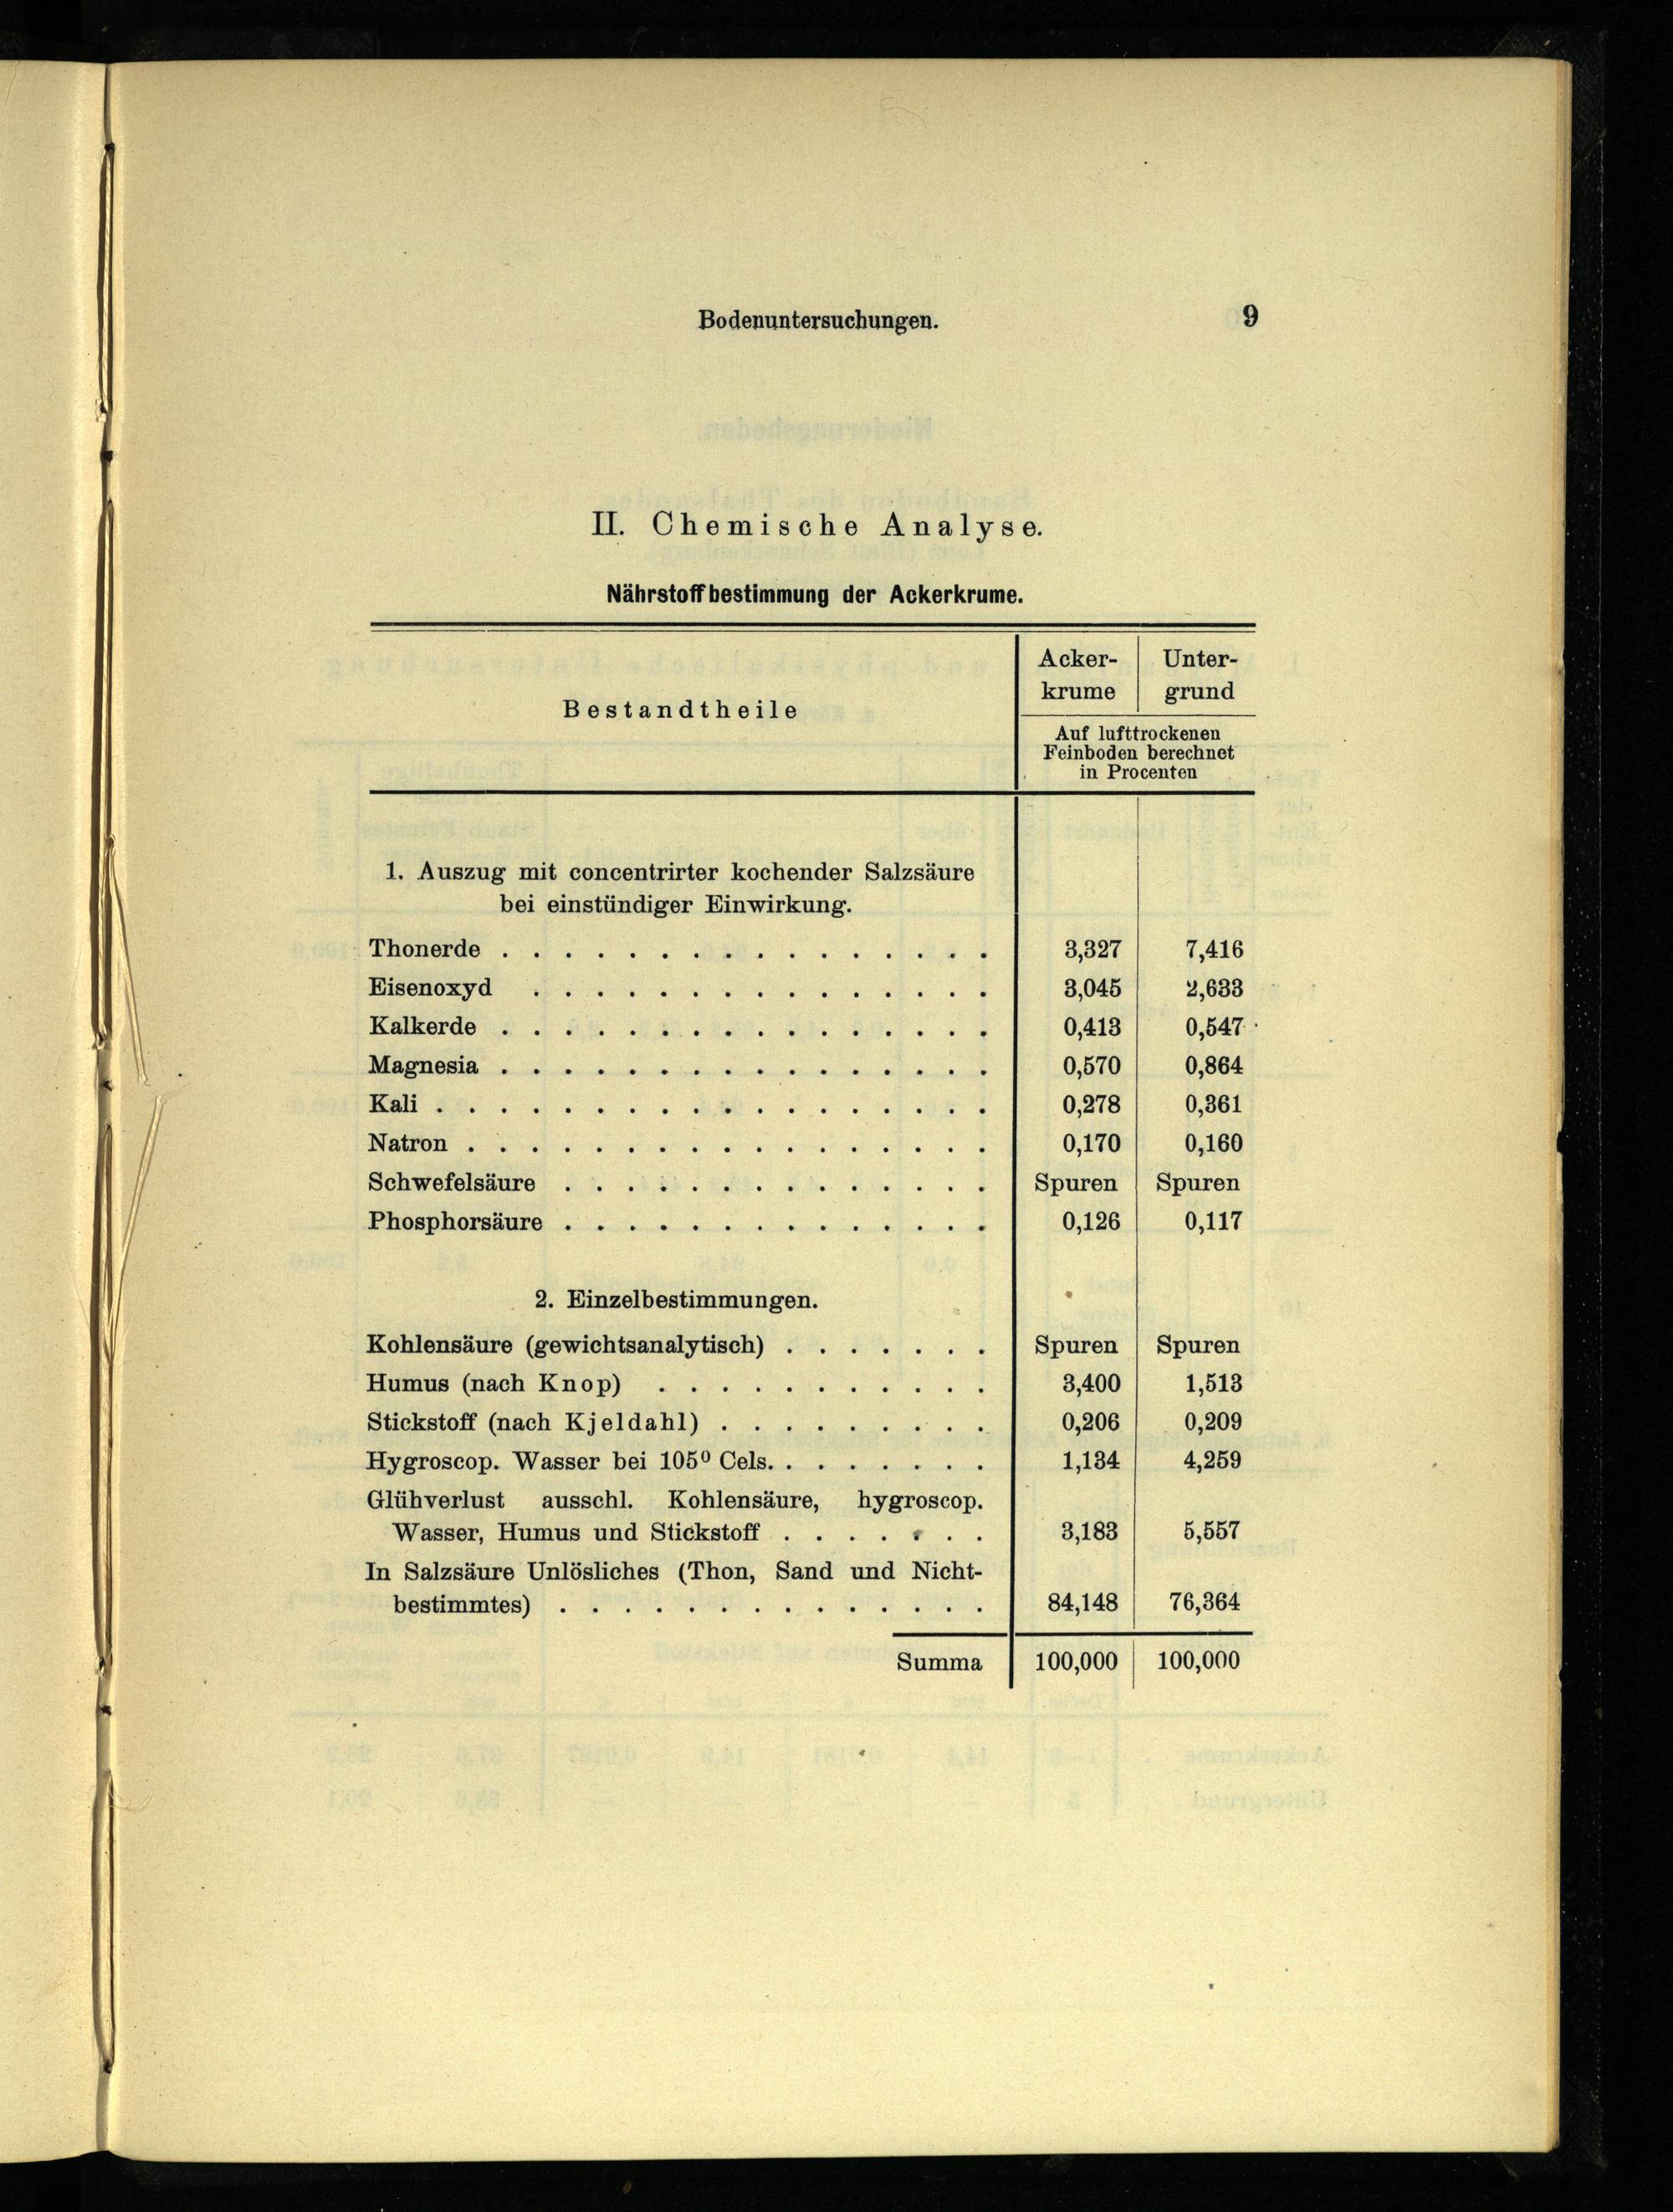 Bodenuntersuchungen. 9
II. Chemische Analyse.
Nährstoffbestimmung der Ackerkrume.
Bestandtheile
Acker-
krume
Unter-
grund
Auf lufttrockenen
Feinboden berechnet
in Procenten
1. Auszug mit concentrirter kochender Salzsäure
bei einstündiger Einwirkung.
Thonerde . . . . . . . . . . . . . . . . 3,327 7,416
Eisenoxyd . . . . . . . . . . . . . . . 3,045 2,633
Kalkerde . . . . . . . . . . . . . . . . 0,413 0,547
Magnesia . . . . . . . . . . . . . . . . 0,570 0,864
Kali . . . . . . . . . . . . . . . . . . 0,278 0,361
Natron . . . . . . . . . . . . . . . . . 0,170 0,160
Schwefelsäure . . . . . . . . . . . . . . Spuren Spuren
Phosphorsäure . . . . . . . . . . . . . . 0,126 0,117
2. Einzelbestimmungen.
Kohlensäure (gewichtsanalytisch) . . . . . . . Spuren Spuren
Humus (nach Knop) . . . . . . . . . . . 3,400 1,513
Stickstoff (nach Kjeldahl) . . . . . . . . . 0,206 0,209
Hygroscop. Wasser bei 105⁰ Cels. . . . . . . . 1,134 4,259
Glühverlust ausschl. Kohlensäure, hygroscop.
Wasser, Humus und Stickstoff . . . . . . . 3,183 5,557
In Salzsäure Unlösliches (Thon, Sand und Nicht-
bestimmtes) . . . . . . . . . . . . . . 84,148 76,364
Summa 100,000 100,000